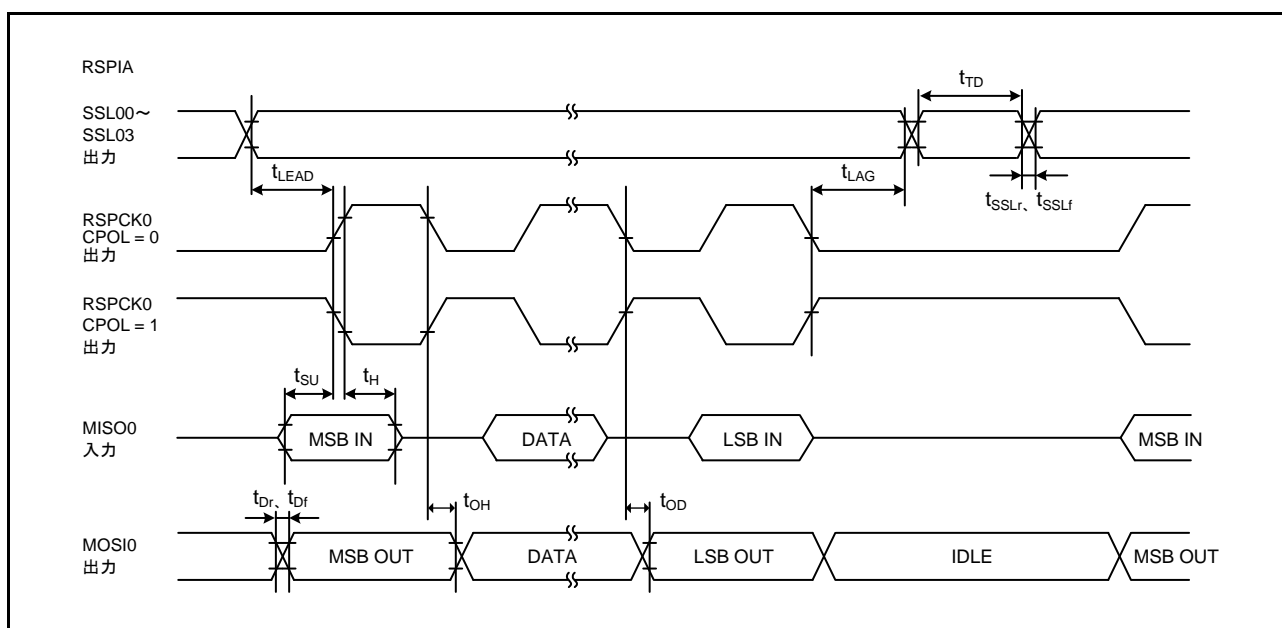 RSPIA
SSL00～
SSL03
出力
tTD
tLEAD
tLAG
tSSLr、tSSLf
RSPCK0
CPOL = 0
出力
RSPCK0
CPOL = 1
出力
tSU
tH
MISO0
入力
MSB IN
DATA
LSB IN
MSB IN
tDr、tDf
tOH
tOD
MOSI0
出力
MSB OUT
DATA
LSB OUT
IDLE
MSB OUT